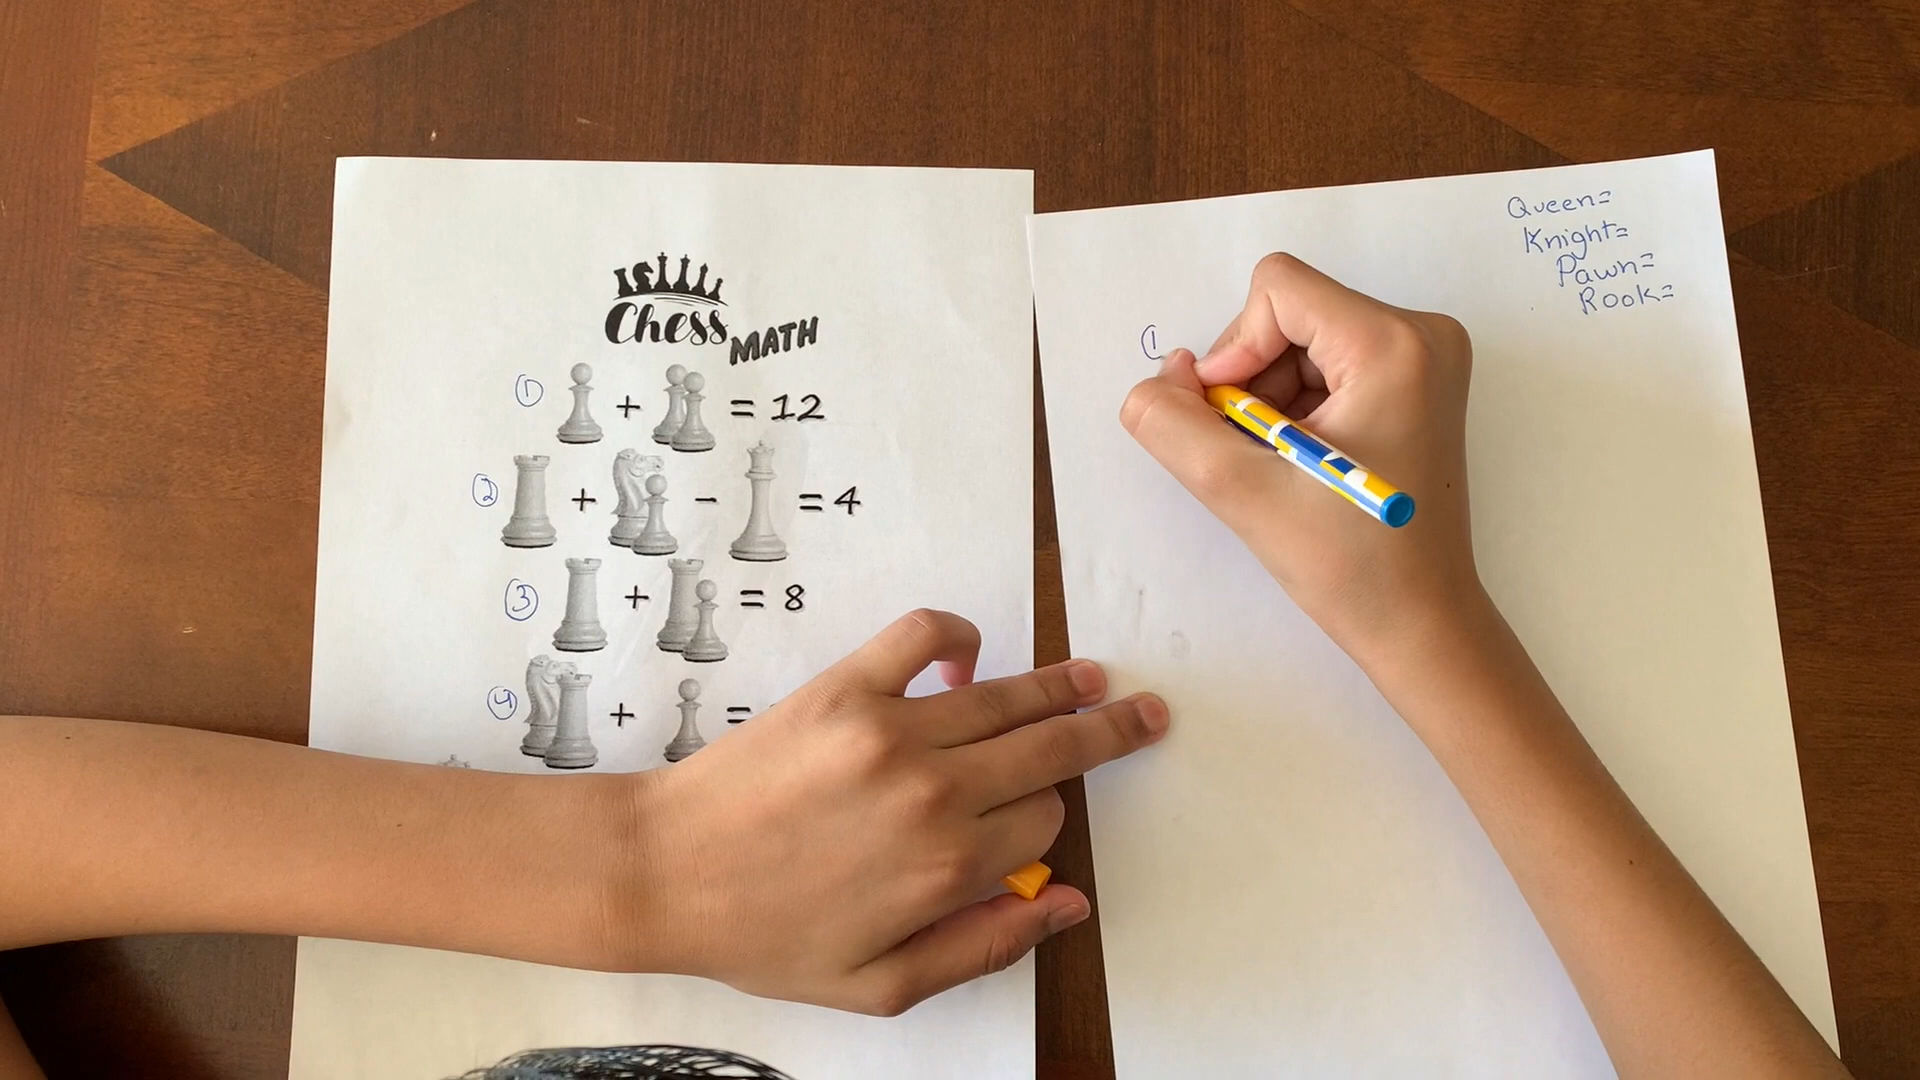 Chess MATH
① + = 12
② + - = 4
③ + = 8
④ + =
Queen=
Knight=
Pawn=
Rook=
①